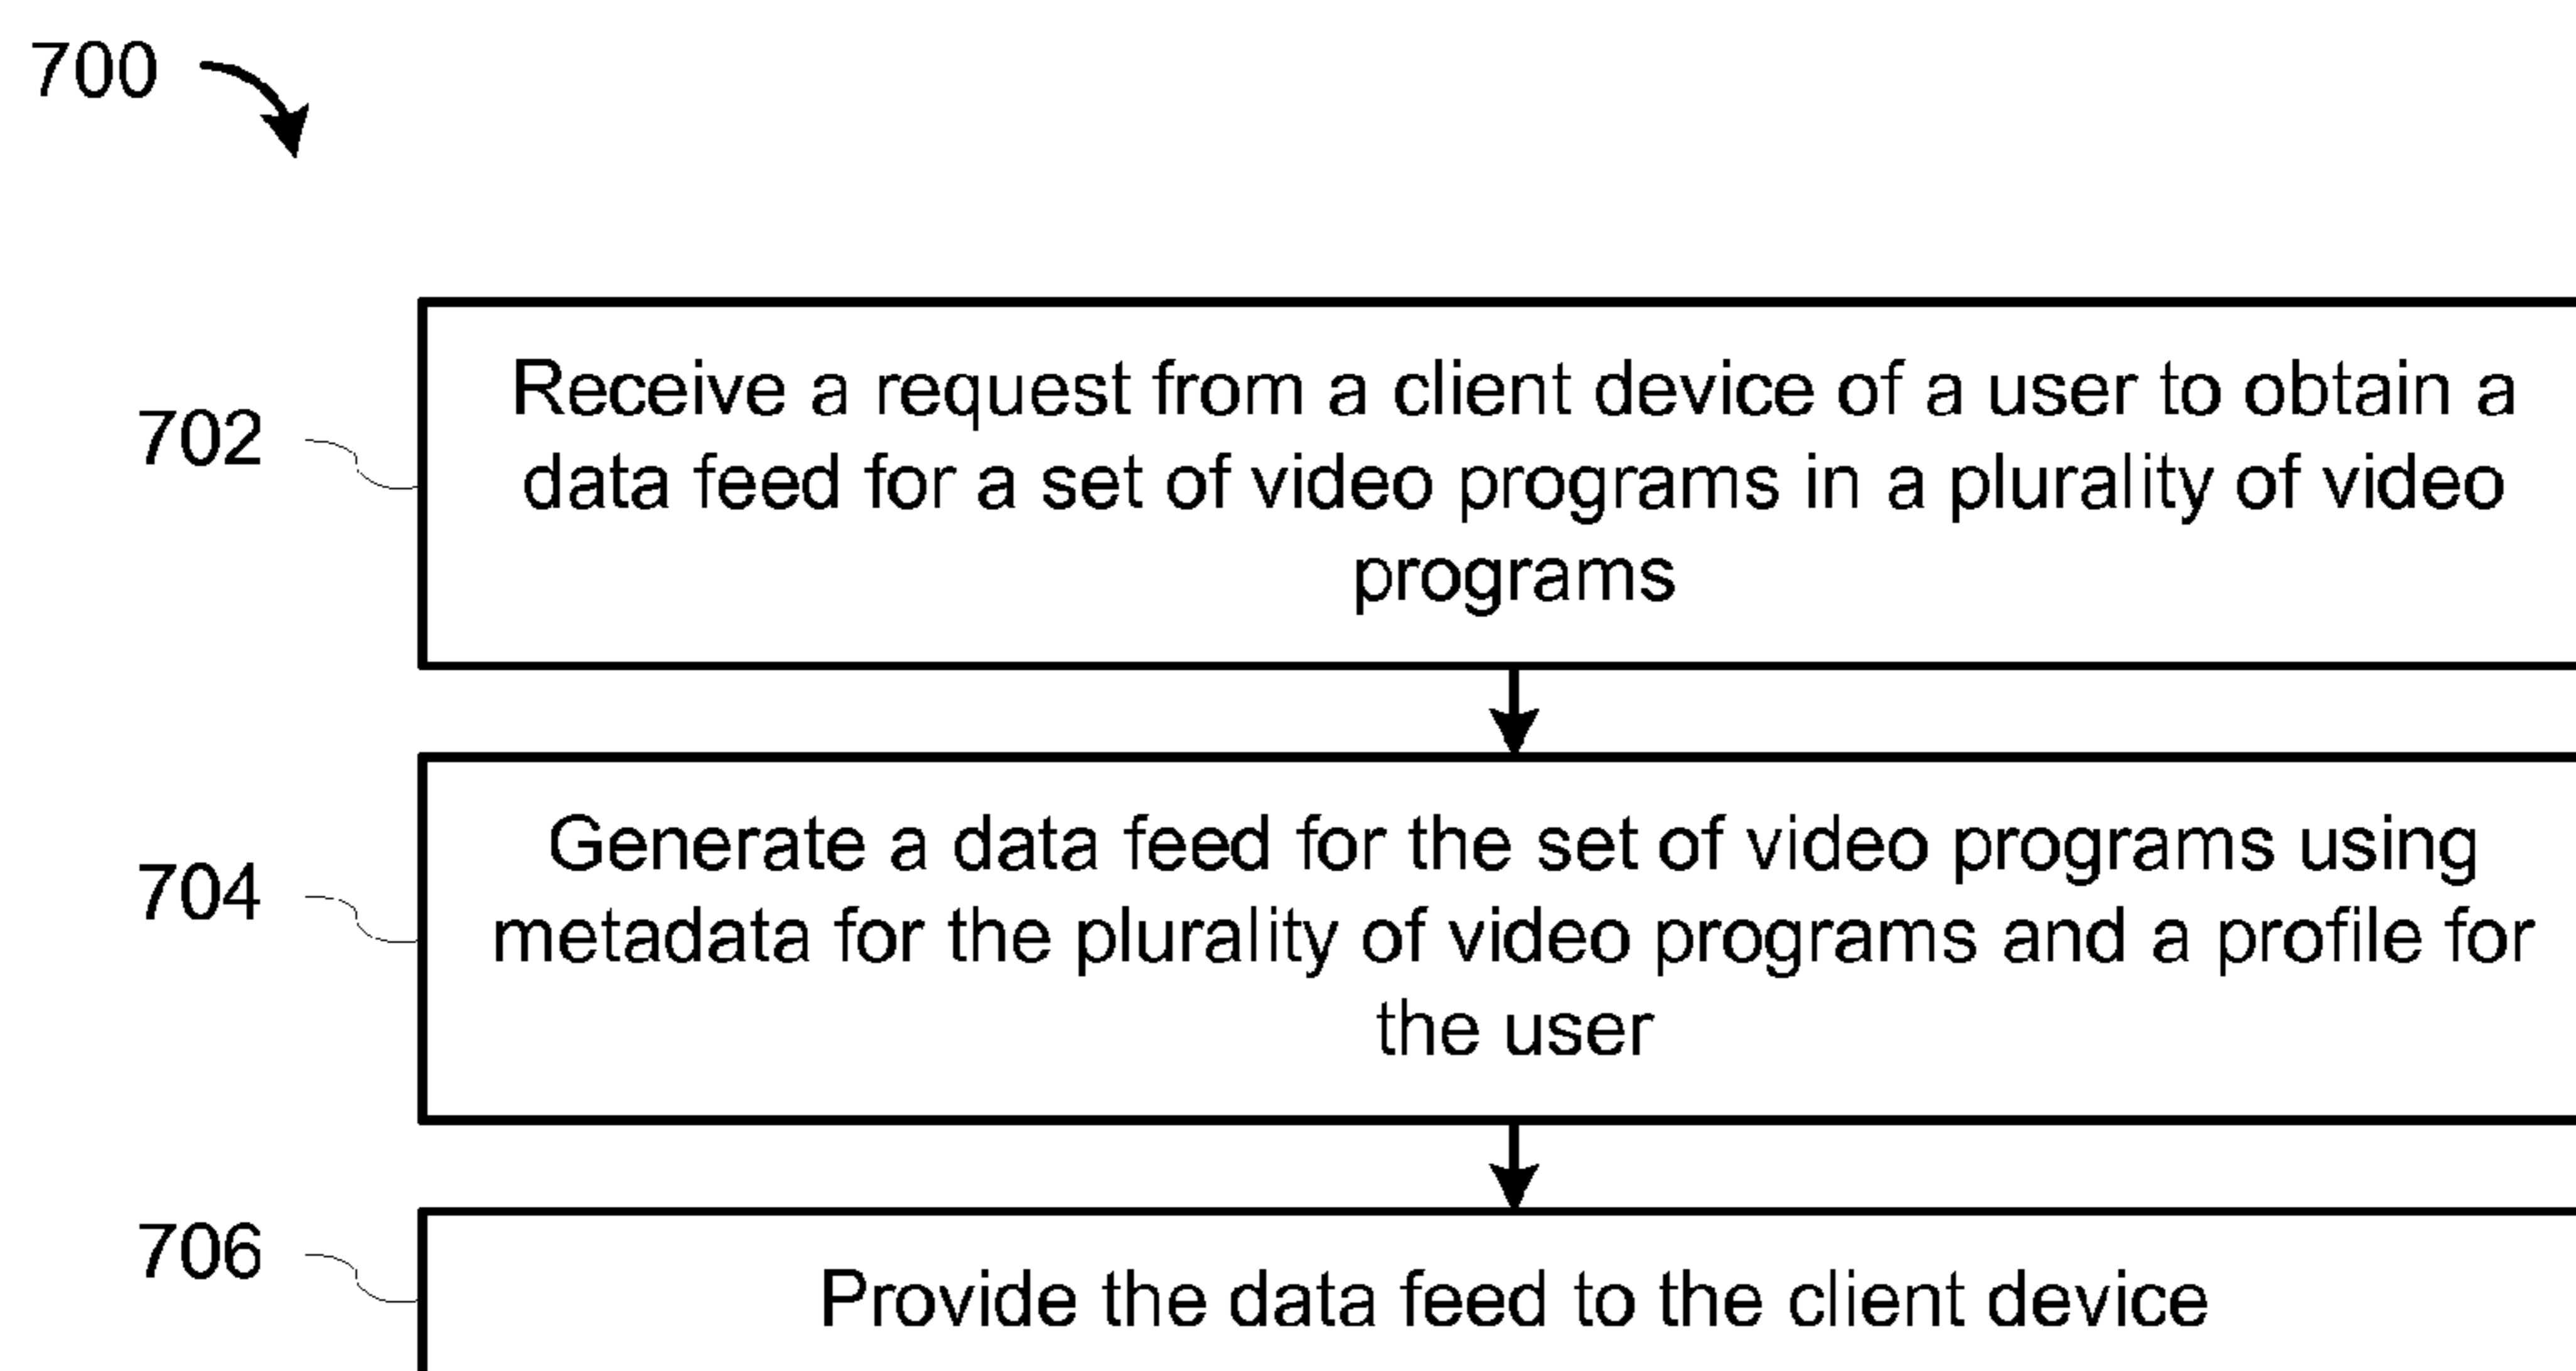 700
702
Receive a request from a client device of a user to obtain a
data feed for a set of video programs in a plurality of video
programs
704
Generate a data feed for the set of video programs using
metadata for the plurality of video programs and a profile for
the user
706
Provide the data feed to the client device